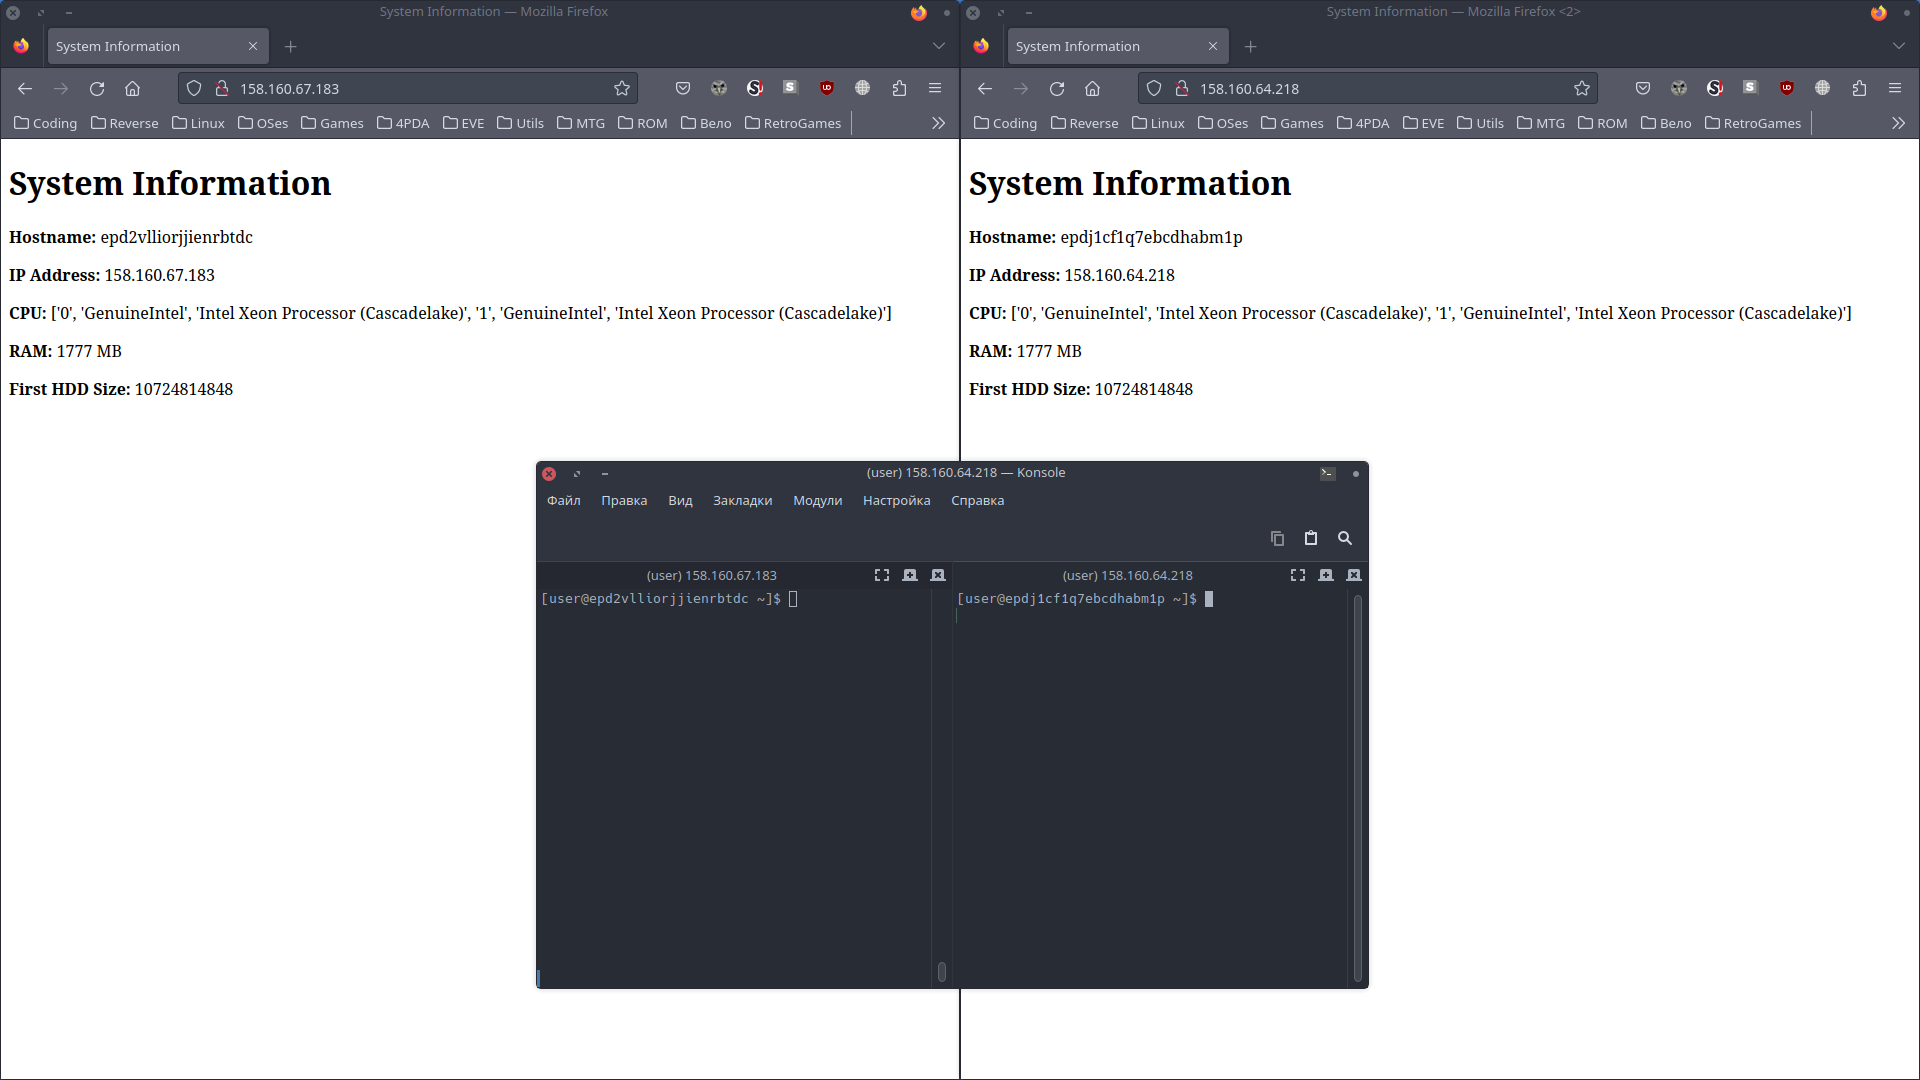 System Information — Mozilla Firefox
System Information
158.160.67.183
Coding Reverse Linux OSes Games 4PDA EVE Utils MTG ROM Вело RetroGames
System Information
Hostname: epd2vlliorjjienrbtdc
IP Address: 158.160.67.183
CPU: ['0', 'GenuineIntel', 'Intel Xeon Processor (Cascadelake)', '1', 'GenuineIntel', 'Intel Xeon Processor (Cascadelake)']
RAM: 1777 MB
First HDD Size: 10724814848
System Information — Mozilla Firefox <2>
System Information
158.160.64.218
Coding Reverse Linux OSes Games 4PDA EVE Utils MTG ROM Вело RetroGames
System Information
Hostname: epdj1cf1q7ebcdhabm1p
IP Address: 158.160.64.218
CPU: ['0', 'GenuineIntel', 'Intel Xeon Processor (Cascadelake)', '1', 'GenuineIntel', 'Intel Xeon Processor (Cascadelake)']
RAM: 1777 MB
First HDD Size: 10724814848
(user) 158.160.64.218 — Konsole
Файл Правка Вид Закладки Модули Настройка Справка
(user) 158.160.67.183
[user@epd2vlliorjjienrbtdc ~]$
(user) 158.160.64.218
[user@epdj1cf1q7ebcdhabm1p ~]$